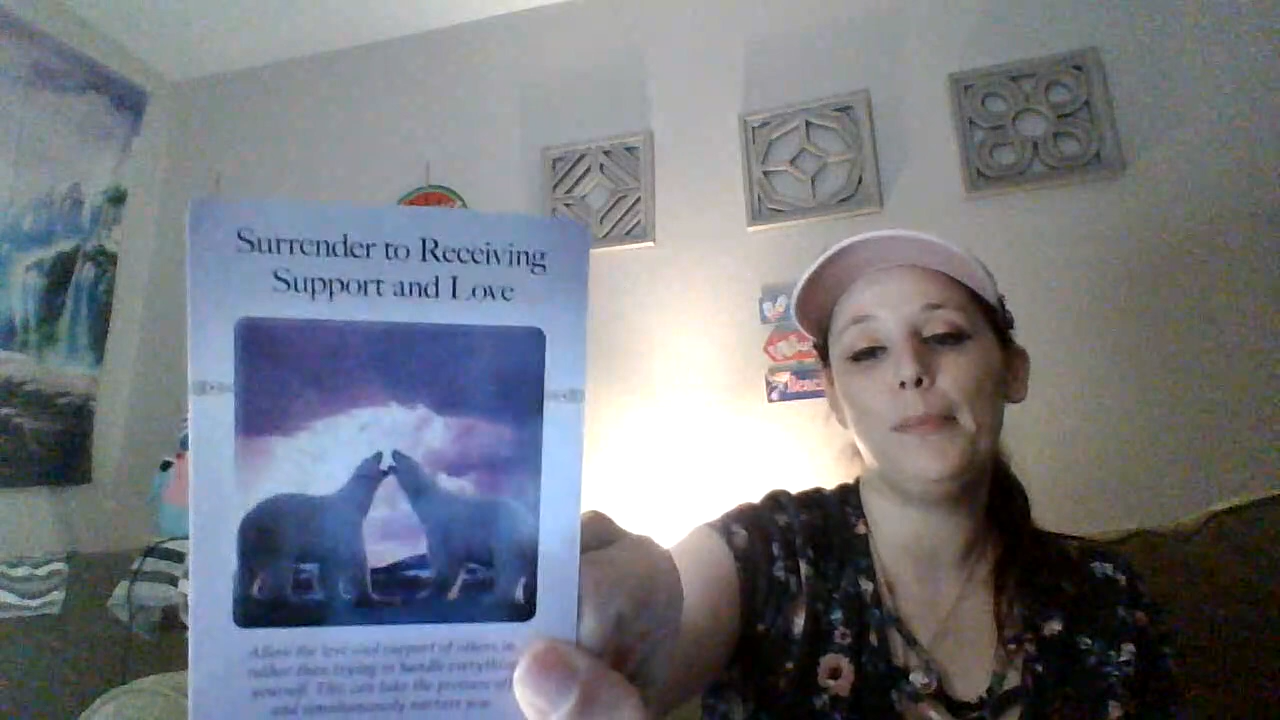 Surrender to Receiving
Support and Love
Allow the love and support of others in,
rather than trying to handle everything
yourself. This can take the pressure off
and simultaneously nurture you
Beach